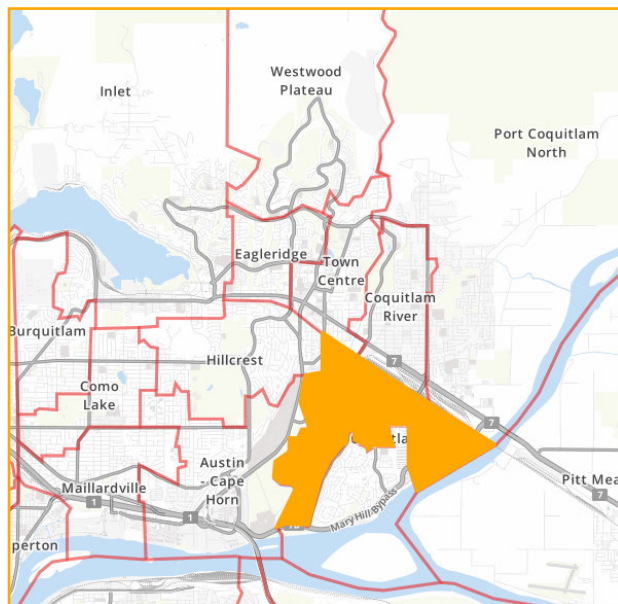 Westwood
Plateau
Inlet
Port Coquitlam
North
Eagleridge
Town
Centre
Coquitlam
River
Burquitlam
Hillcrest
7
Como
Lake
7
Austin
- Cape
Horn
Maillardville
1
1
Mary Hill Bypass
Pitt Mea
7
perton